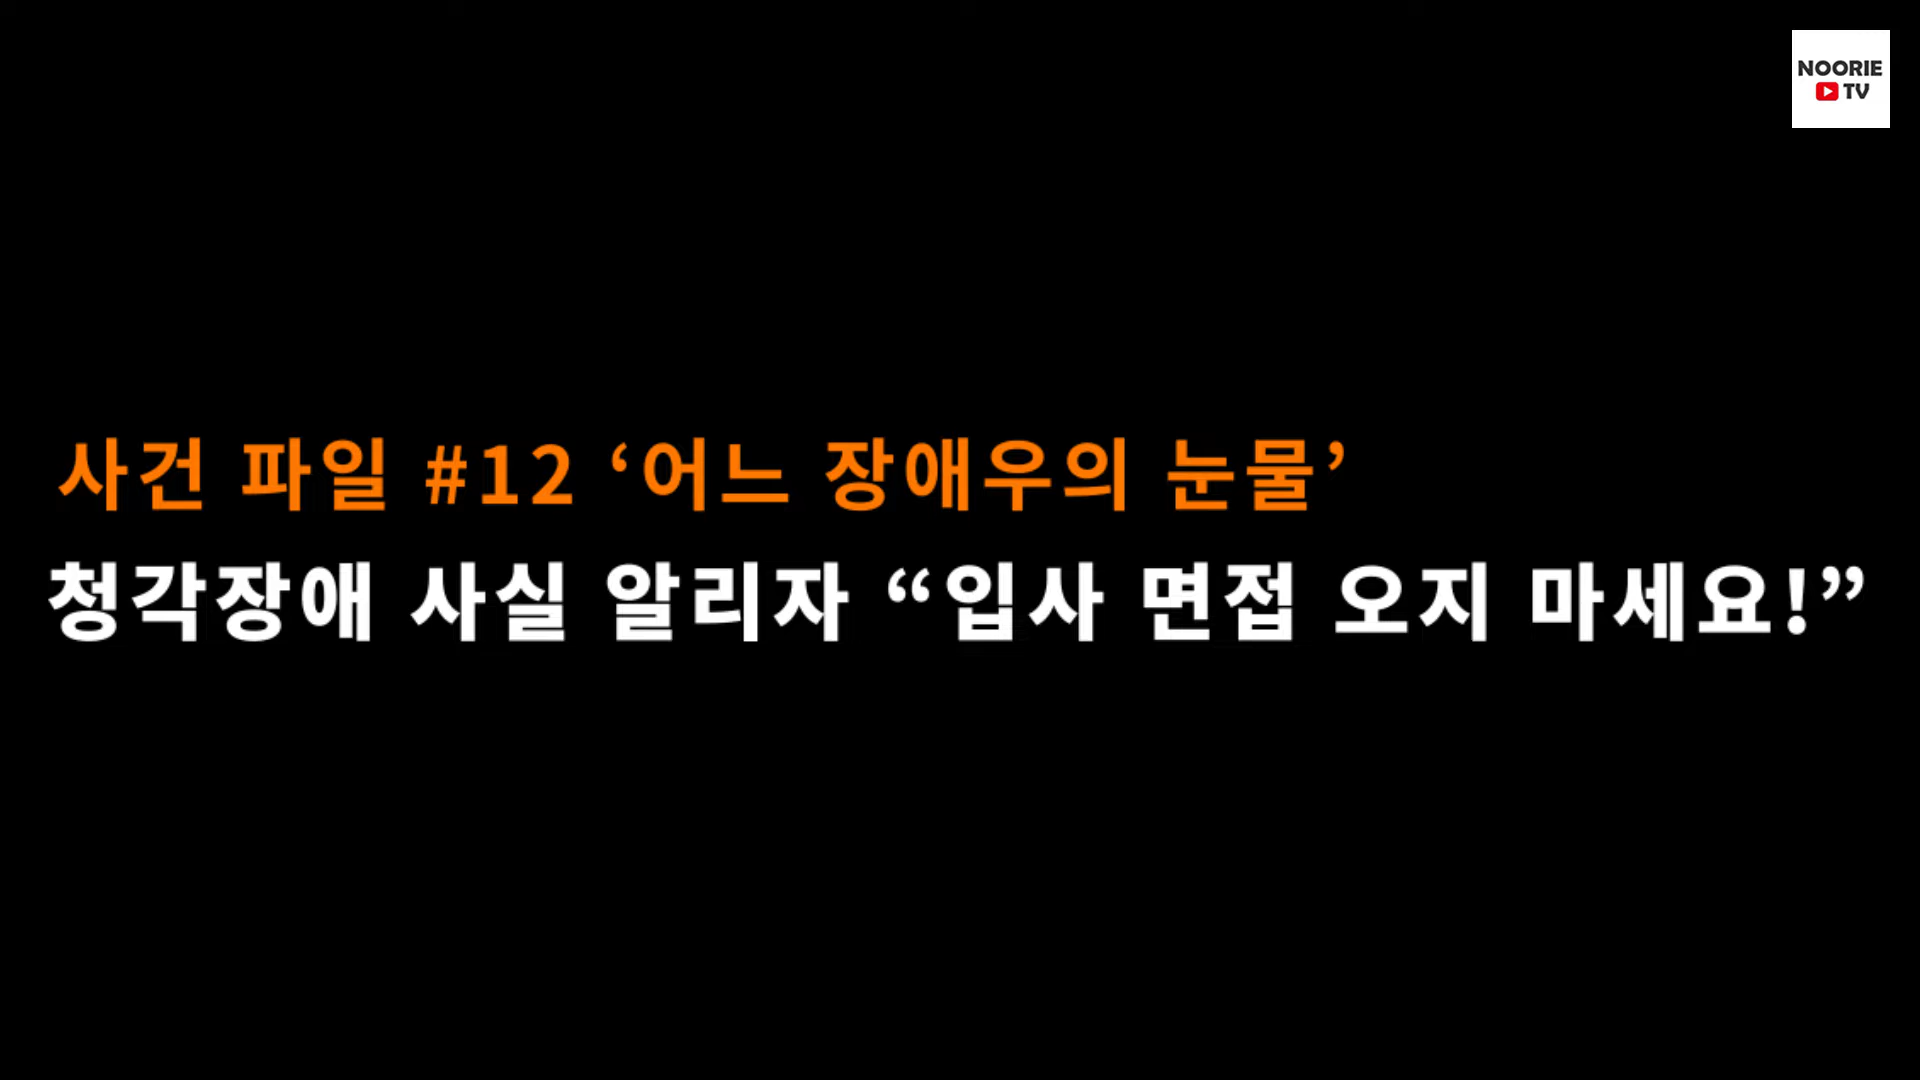 NOORIE
TV
사건 파일 #12 ‘어느 장애우의 눈물’
청각장애 사실 알리자 “입사 면접 오지 마세요!”